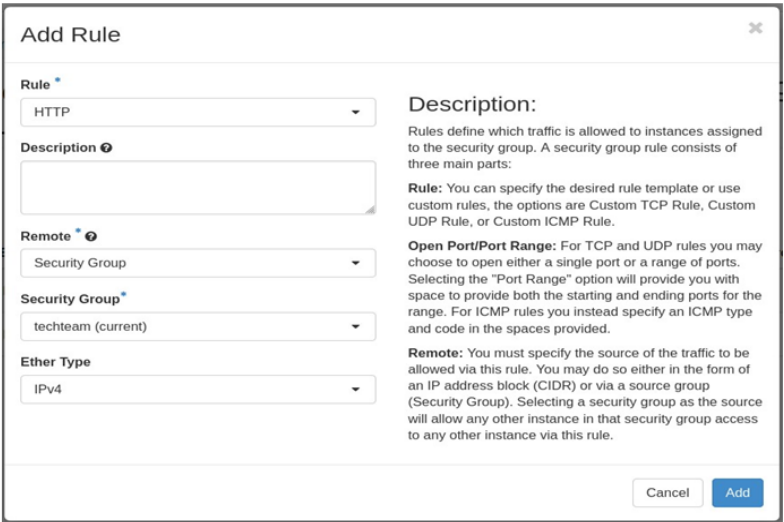 Add Rule
×
Rule *
HTTP
Description
Remote *
Security Group
Security Group*
techteam (current)
Ether Type
IPv4
Description:
Rules define which traffic is allowed to instances assigned
to the security group. A security group rule consists of
three main parts:
Rule: You can specify the desired rule template or use
custom rules, the options are Custom TCP Rule, Custom
UDP Rule, or Custom ICMP Rule.
Open Port/Port Range: For TCP and UDP rules you may
choose to open either a single port or a range of ports.
Selecting the "Port Range" option will provide you with
space to provide both the starting and ending ports for the
range. For ICMP rules you instead specify an ICMP type
and code in the spaces provided.
Remote: You must specify the source of the traffic to be
allowed via this rule. You may do so either in the form of
an IP address block (CIDR) or via a source group
(Security Group). Selecting a security group as the source
will allow any other instance in that security group access
to any other instance via this rule.
Cancel
Add